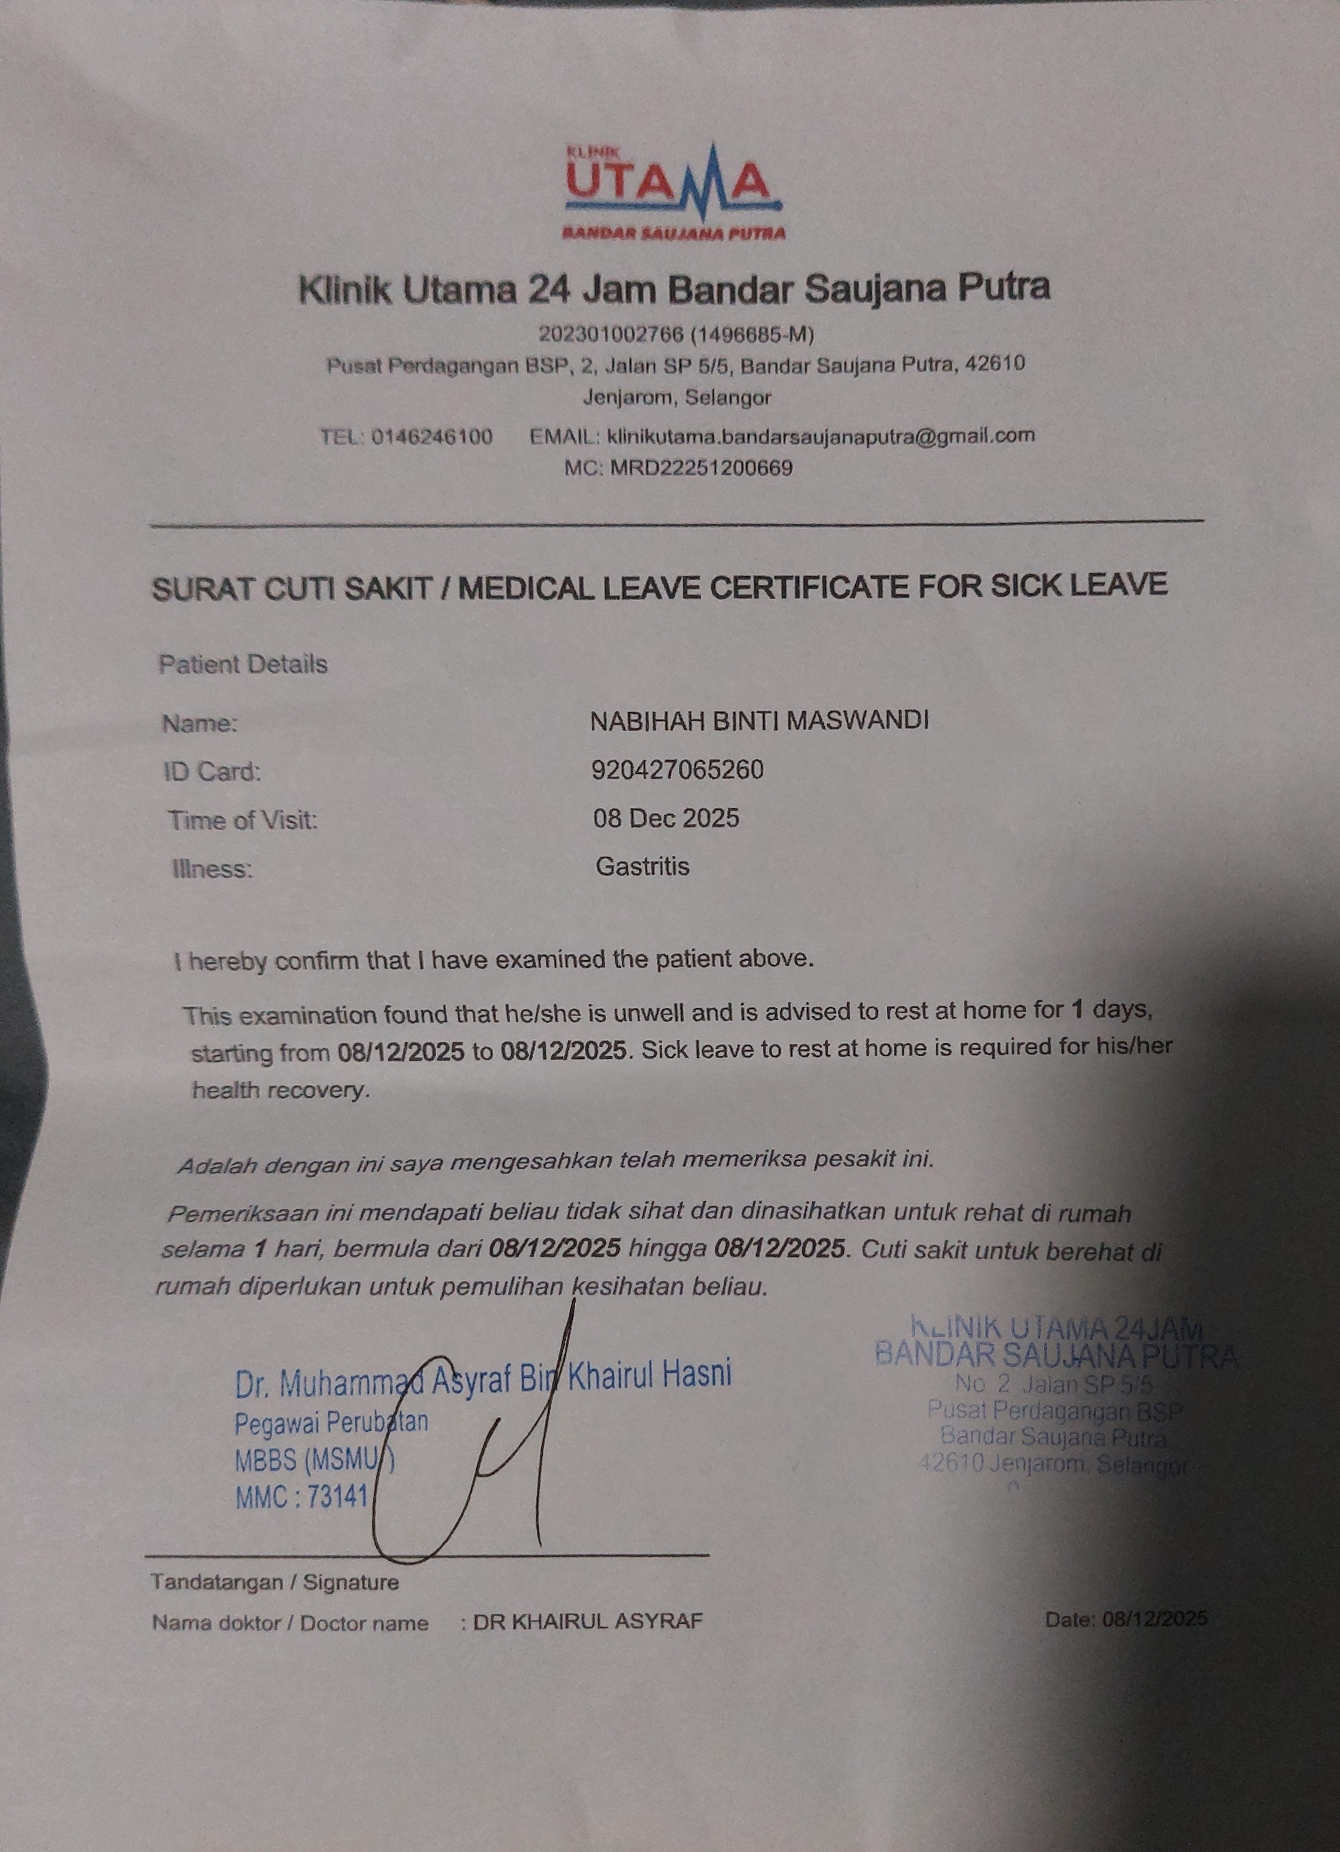 KLINIK
UTAMA
BANDAR SAUJANA PUTRA
Klinik Utama 24 Jam Bandar Saujana Putra
202301002766 (1496685-M)
Pusat Perdagangan BSP, 2, Jalan SP 5/5, Bandar Saujana Putra, 42610
Jenjarom, Selangor
TEL: 0146246100 EMAIL: klinikutama.bandarsaujanaputra@gmail.com
MC: MRD22251200669
SURAT CUTI SAKIT / MEDICAL LEAVE CERTIFICATE FOR SICK LEAVE
Patient Details
Name: NABIHAH BINTI MASWANDI
ID Card: 920427065260
Time of Visit: 08 Dec 2025
Illness: Gastritis
I hereby confirm that I have examined the patient above.
This examination found that he/she is unwell and is advised to rest at home for 1 days,
starting from 08/12/2025 to 08/12/2025. Sick leave to rest at home is required for his/her
health recovery.
Adalah dengan ini saya mengesahkan telah memeriksa pesakit ini.
Pemeriksaan ini mendapati beliau tidak sihat dan dinasihatkan untuk rehat di rumah
selama 1 hari, bermula dari 08/12/2025 hingga 08/12/2025. Cuti sakit untuk berehat di
rumah diperlukan untuk pemulihan kesihatan beliau.
Dr. Muhammad Asyraf Bin Khairul Hasni
Pegawai Perubatan
MBBS (MSMU)
MMC : 73141
KLINIK UTAMA 24JAM
BANDAR SAUJANA PUTRA
No 2 Jalan SP 5/5
Pusat Perdagangan BSP
Bandar Saujana Putra
42610 Jenjarom, Selangor
Tandatangan / Signature
Nama doktor / Doctor name : DR KHAIRUL ASYRAF
Date: 08/12/2025